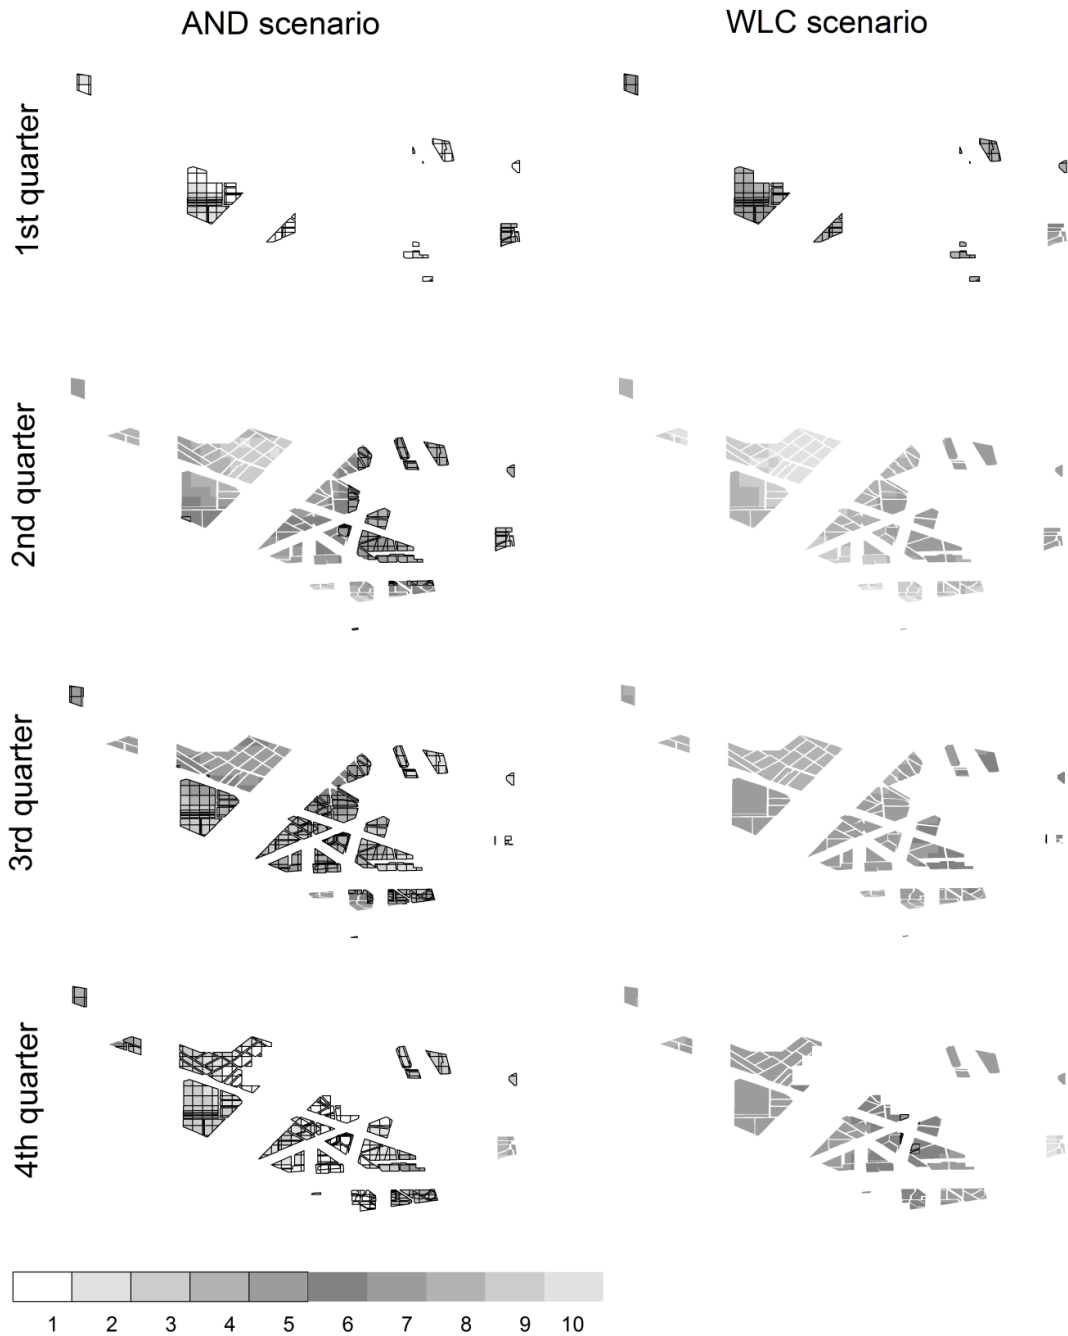 AND scenario WLC scenario
1st quarter
2nd quarter
3rd quarter
4th quarter
1 2 3 4 5 6 7 8 9 10